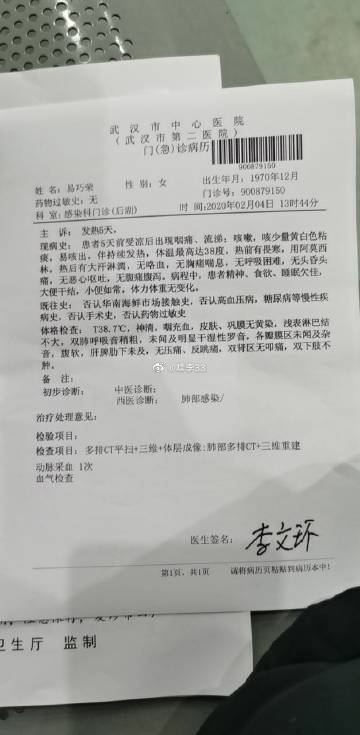 武汉市中心医院
(武汉市第二医院)
门(急)诊病历
900879150
姓 名: 易巧荣 性 别: 女 出生年月: 1970年12月
药物过敏史: 无 门诊号: 900879150
科 室: 感染科门诊(后湖) 时间: 2020年02月04日 13时44分
主 诉: 发热5天。
现病史: 患者5天前受凉后出现咽痛、流涕; 咳嗽, 咳少量黄白色粘
痰, 易咳出, 伴持续发热, 体温最高达38度, 热前有畏寒, 用阿莫西
林, 热后有大汗淋漓, 无咯血, 无胸痛喘息, 无呼吸困难, 无头昏头
痛, 无恶心呕吐, 无腹痛腹泻。病程中, 患者精神、食欲、睡眠欠佳,
大便干结, 小便如常, 体力体重无变化。
既往史: 否认华南海鲜市场接触史, 否认高血压病, 糖尿病等慢性疾
病史, 否认手术史, 否认药物过敏史
体格检查: T38.7℃, 神清, 咽充血, 皮肤、巩膜无黄染, 浅表淋巴结
不大, 双肺呼吸音稍粗, 未闻及明显干湿性罗音, 各瓣膜区未闻及杂
音, 腹软, 肝脾肋下未及, 无压痛、反跳痛, 双肾区无叩痛, 双下肢不
肿。
备 注:
初步诊断: 中医诊断:
西医诊断: 肺部感染/
治疗处理意见:
检验项目:
检查项目: 多排CT平扫+三维+体层成像:肺部多排CT+三维重建
动脉采血 1次
血气检查
医生签名: 李文环
第1页, 共1页 请将病历页粘贴到病历本中!
卫生厅 监制